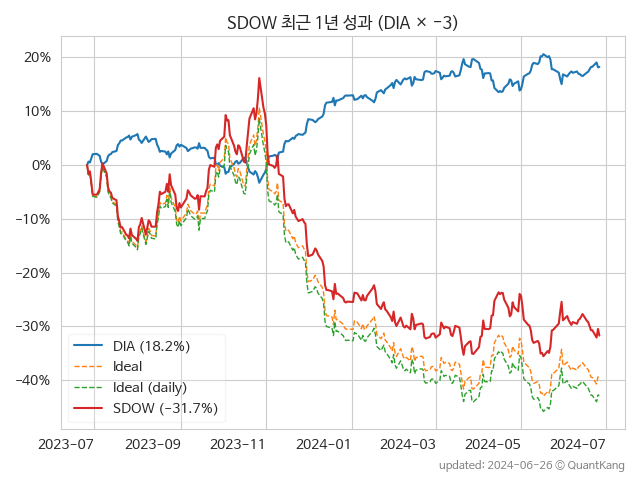 SDOW 최근 1년 성과 (DIA × −3)
20%
10%
0%
−10%
−20%
−30%
−40%
DIA (18.2%)
Ideal
Ideal (daily)
SDOW (−31.7%)
2023-07 2023-09 2023-11 2024-01 2024-03 2024-05 2024-07
updated: 2024-06-26 ⓒ QuantKang